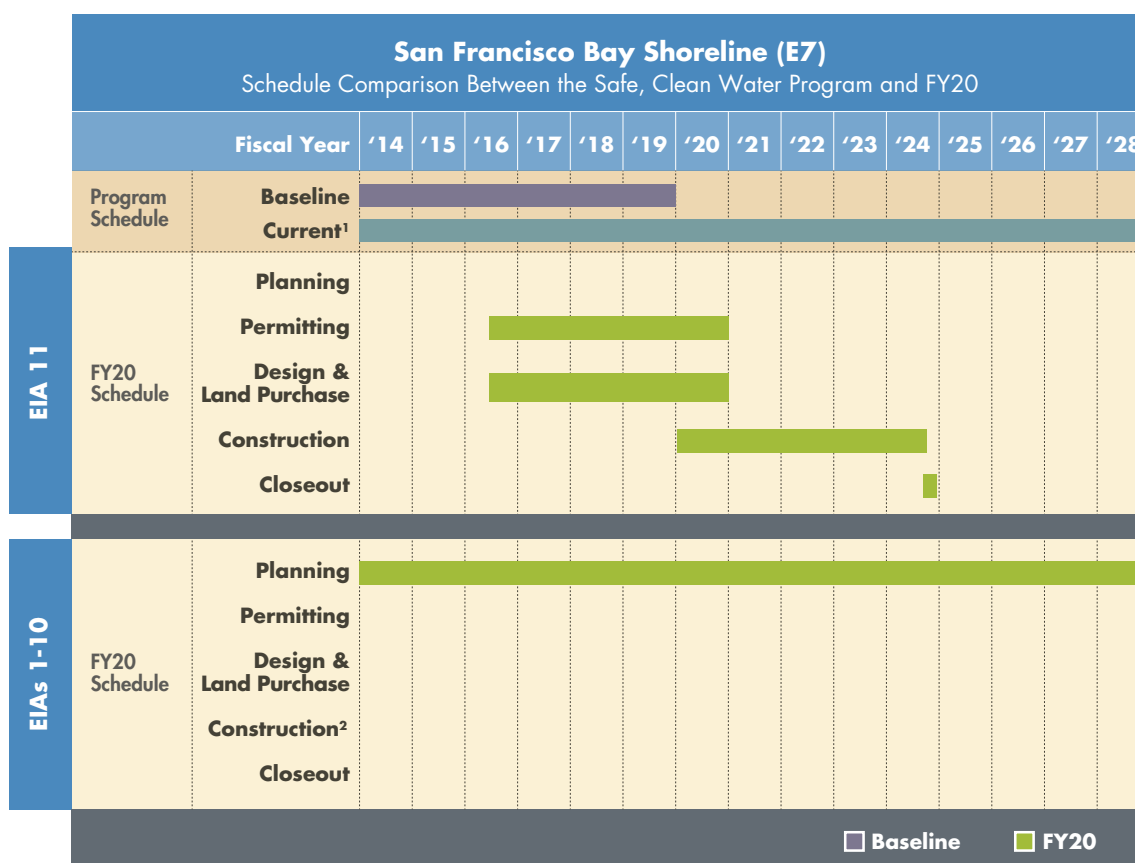 San Francisco Bay Shoreline (E7)
Schedule Comparison Between the Safe, Clean Water Program and FY20
Fiscal Year ‘14 ‘15 ‘16 ‘17 ‘18 ‘19 ‘20 ‘21 ‘22 ‘23 ‘24 ‘25 ‘26 ‘27 ‘28
Program
Schedule
Baseline
Current¹
EIA 11
FY20
Schedule
Planning
Permitting
Design &
Land Purchase
Construction
Closeout
EIAs 1-10
FY20
Schedule
Planning
Permitting
Design &
Land Purchase
Construction²
Closeout
Baseline FY20